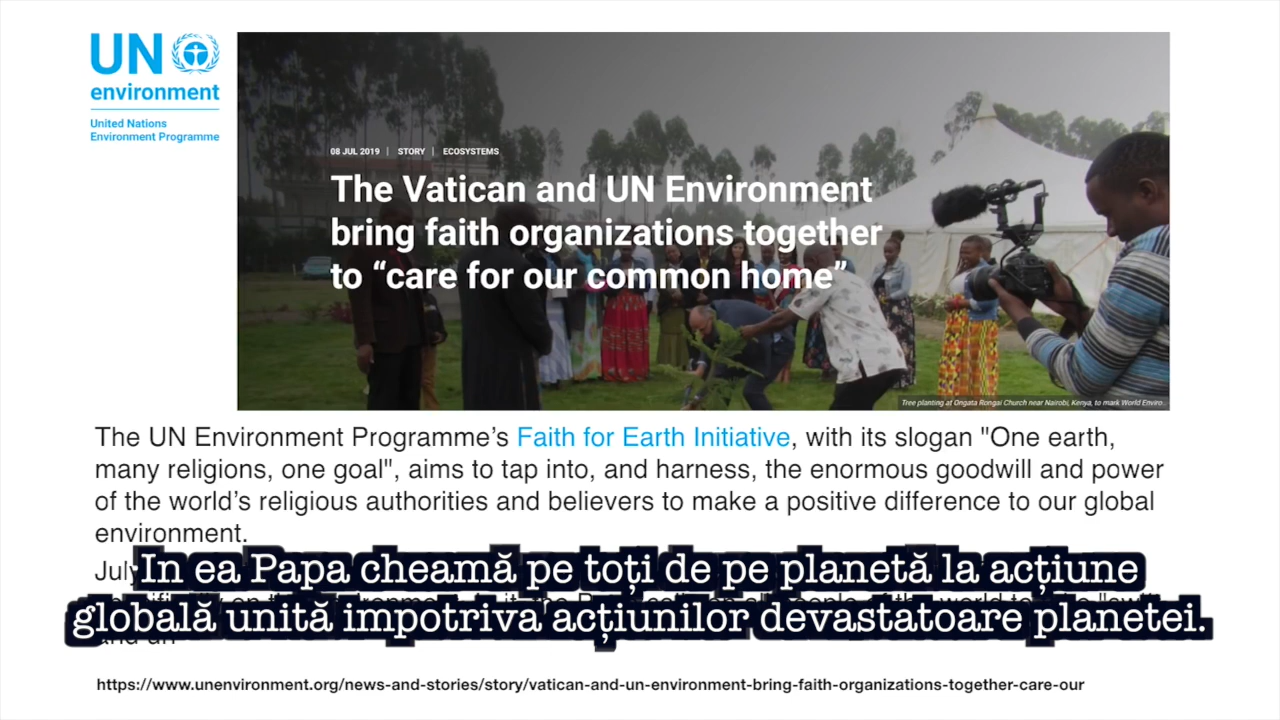 UN
environment
United Nations
Environment Programme
08 JUL 2019 | STORY | ECOSYSTEMS
The Vatican and UN Environment
bring faith organizations together
to “care for our common home”
Tree planting at Ongata Rongai Church near Nairobi, Kenya, to mark World Enviro...
The UN Environment Programme’s Faith for Earth Initiative, with its slogan "One earth,
many religions, one goal", aims to tap into, and harness, the enormous goodwill and power
of the world’s religious authorities and believers to make a positive difference to our global
environment.
July
In ea Papa cheamă pe toți de pe planetă la acțiune
globală unită impotriva acțiunilor devastatoare planetei.
and an
https://www.unenvironment.org/news-and-stories/story/vatican-and-un-environment-bring-faith-organizations-together-care-our